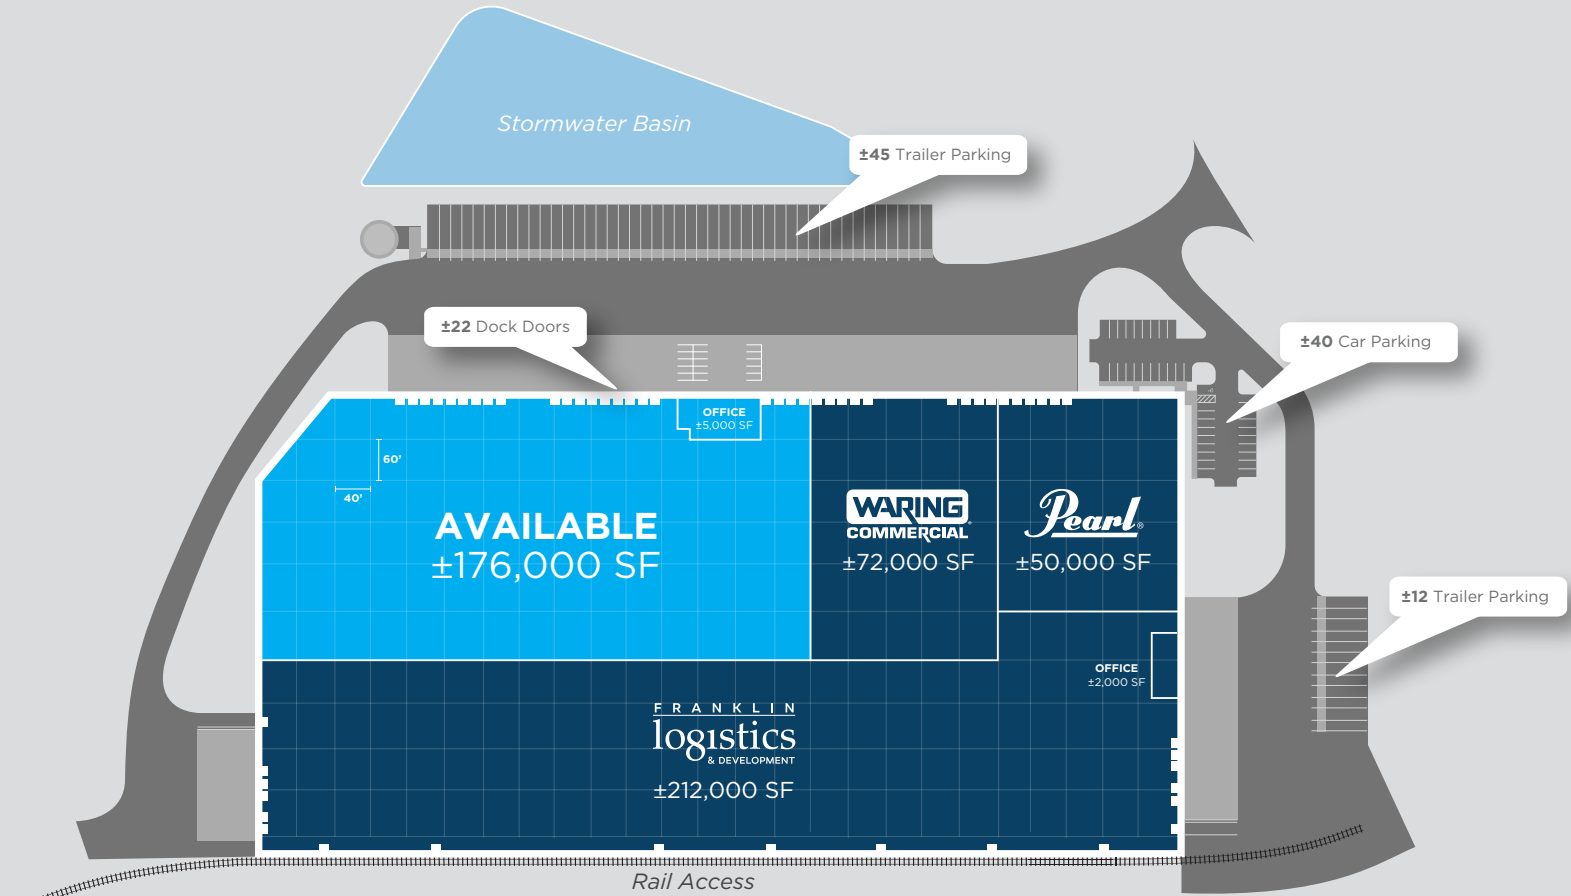 Stormwater Basin
±45 Trailer Parking
±22 Dock Doors
±40 Car Parking
OFFICE
±5,000 SF
60'
40'
AVAILABLE
±176,000 SF
WARING
COMMERCIAL®
±72,000 SF
Pearl®
±50,000 SF
±12 Trailer Parking
OFFICE
±2,000 SF
FRANKLIN
logistics
& DEVELOPMENT
±212,000 SF
Rail Access